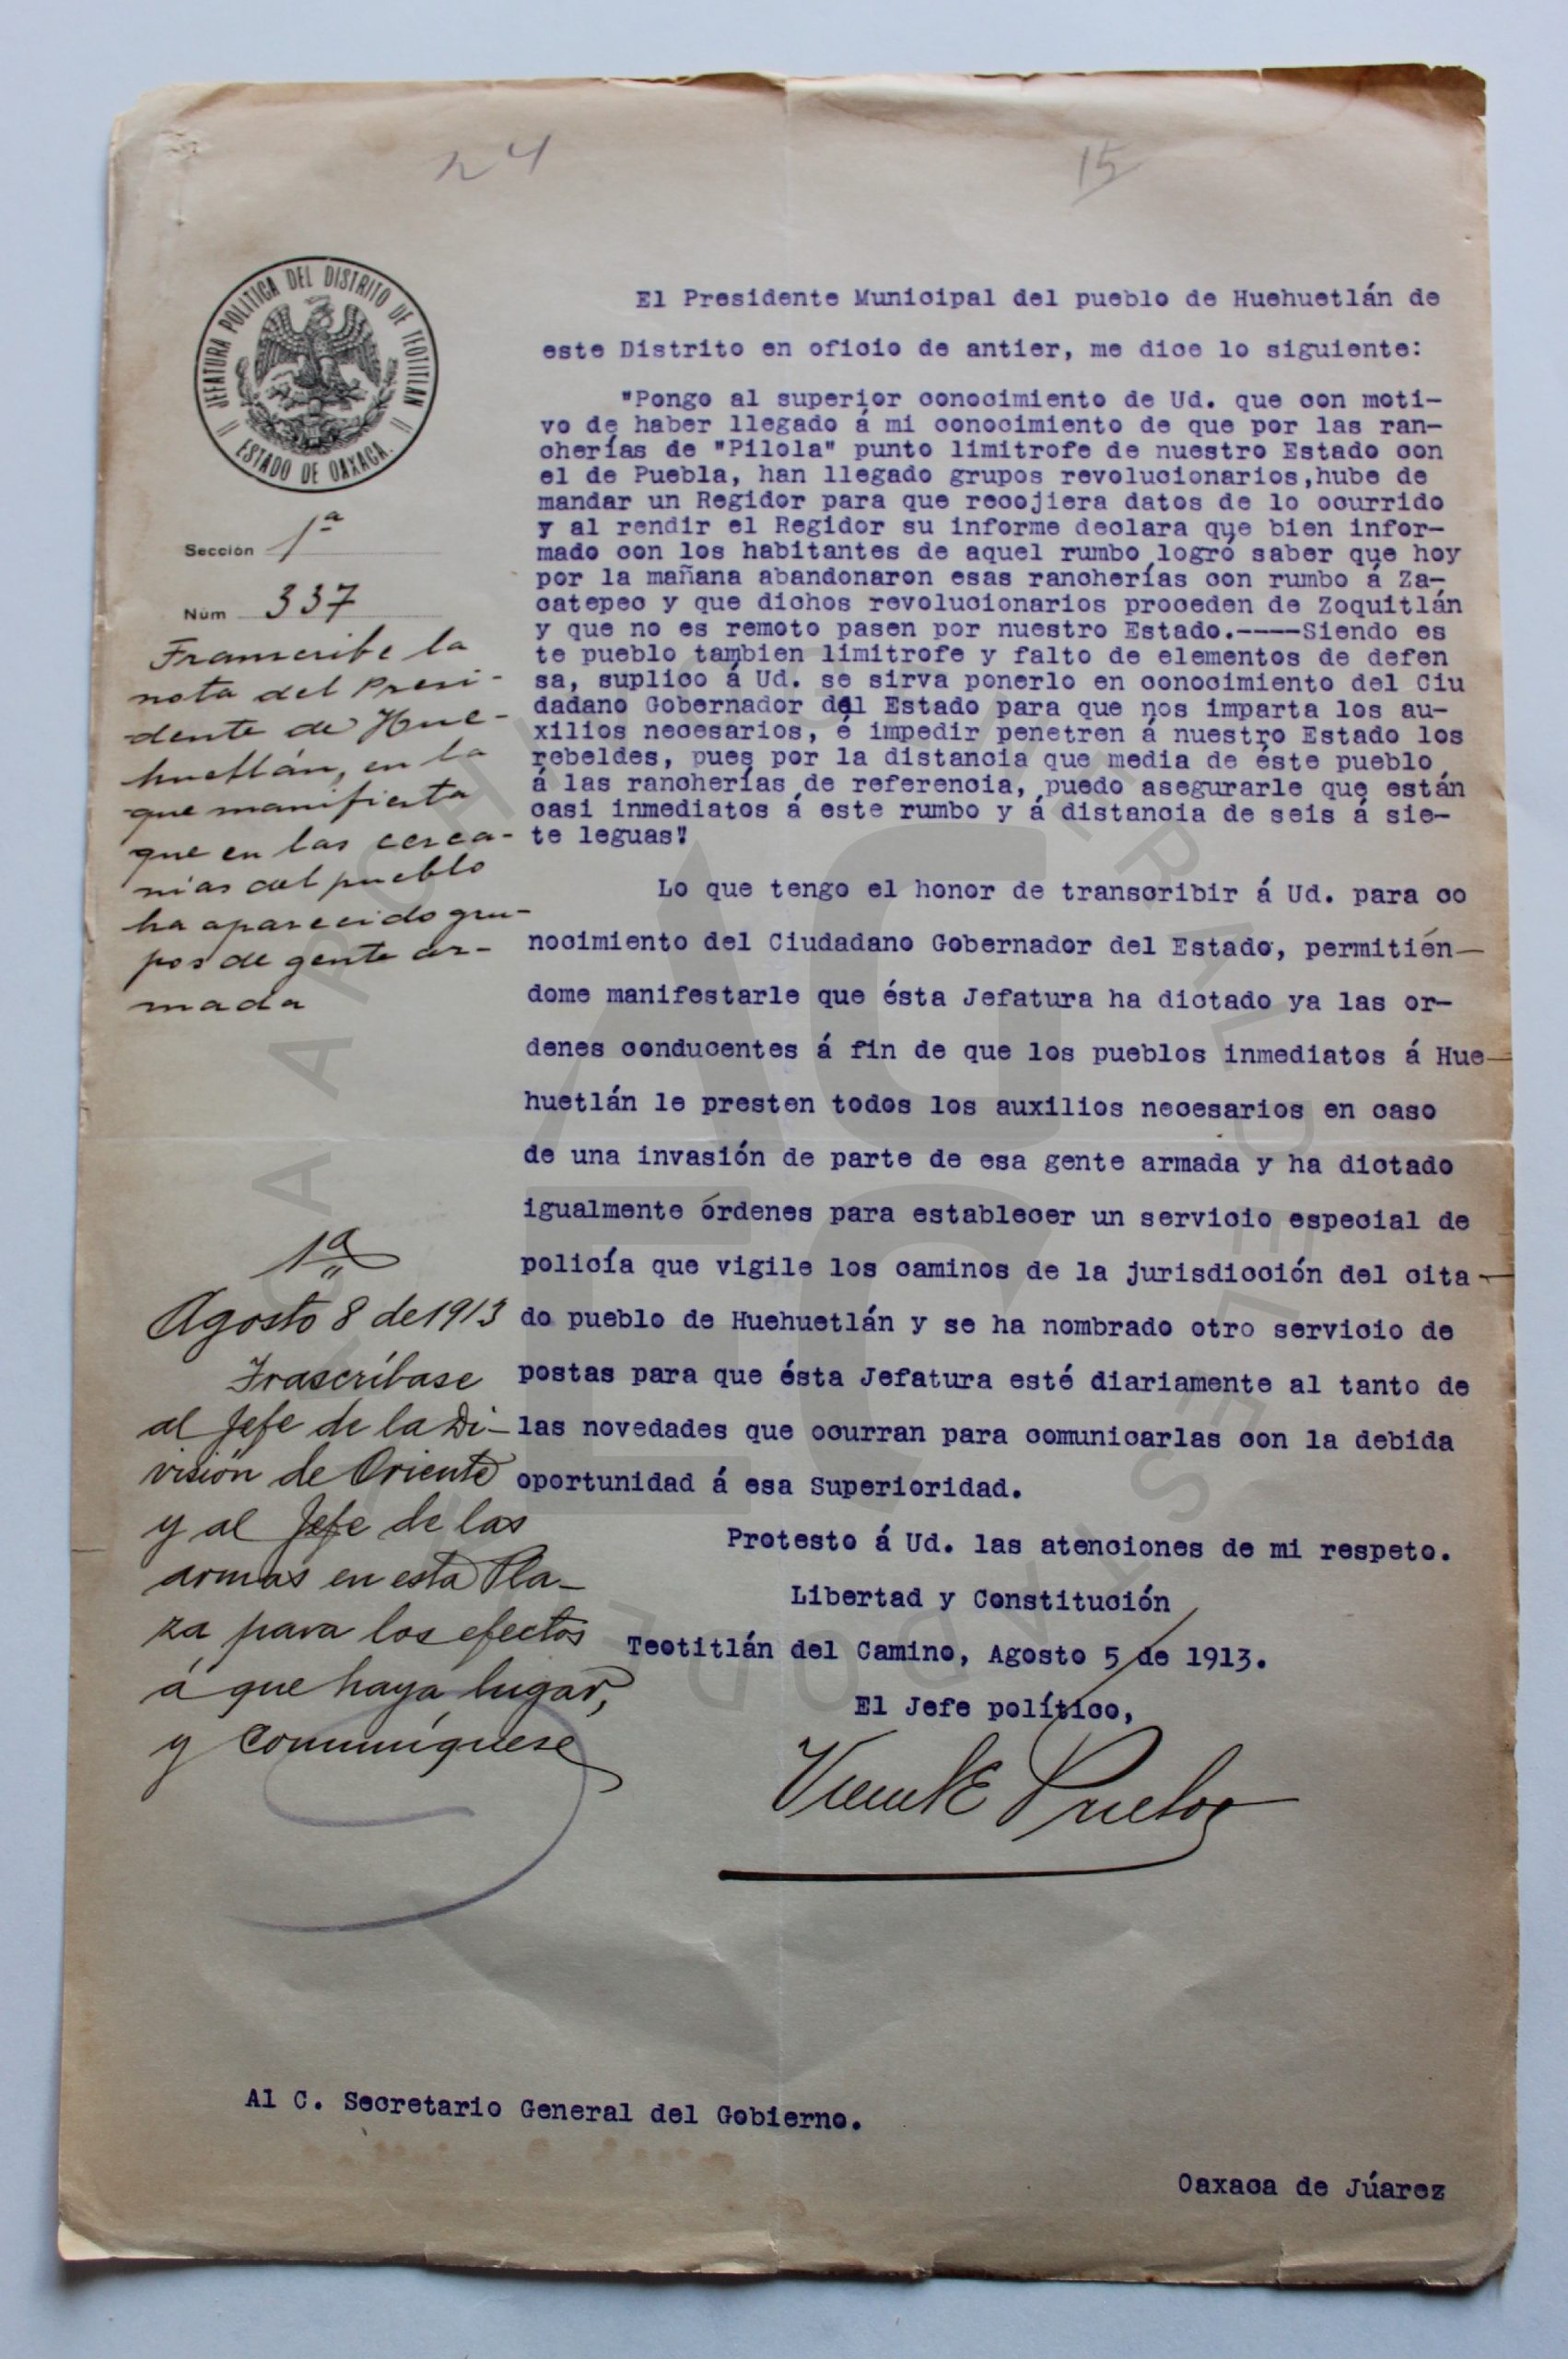 24
15
JEFATURA POLITICA DEL DISTRITO DE TEOTITLAN
ESTADO DE OAXACA.
Sección 1ª
Núm 337
Transcribe la
nota del Presi-
dente de Hue-
huetlán, en la
que manifiesta
que en las cerca-
nias del pueblo
ha aparecido gru-
pos de gente ar-
mada
El Presidente Municipal del pueblo de Huehuetlán de
este Distrito en oficio de antier, me dice lo siguiente:
"Pongo al superior conocimiento de Ud. que con moti-
vo de haber llegado á mi conocimiento de que por las ran-
cherías de "Pilola" punto limitrofe de nuestro Estado con
el de Puebla, han llegado grupos revolucionarios,hube de
mandar un Regidor para que recojiera datos de lo ocurrido
y al rendir el Regidor su informe declara que bien infor-
mado con los habitantes de aquel rumbo logró saber que hoy
por la mañana abandonaron esas rancherías con rumbo á Za-
catepec y que dichos revolucionarios proceden de Zoquitlán
y que no es remoto pasen por nuestro Estado.----Siendo es
te pueblo tambien limitrofe y falto de elementos de defen
sa, suplico á Ud. se sirva ponerlo en conocimiento del Ciu
dadano Gobernador del Estado para que nos imparta los au-
xilios necesarios, é impedir penetren á nuestro Estado los
rebeldes, pues por la distancia que media de éste pueblo
á las rancherías de referencia, puedo asegurarle que están
casi inmediatos á este rumbo y á distancia de seis á sie-
te leguas"
Lo que tengo el honor de transcribir á Ud. para co
nocimiento del Ciudadano Gobernador del Estado, permitién-
dome manifestarle que ésta Jefatura ha dictado ya las or-
denes conducentes á fin de que los pueblos inmediatos á Hue-
huetlán le presten todos los auxilios necesarios en caso
de una invasión de parte de esa gente armada y ha dictado
igualmente órdenes para establecer un servicio especial de
policía que vigile los caminos de la jurisdicción del cita-
do pueblo de Huehuetlán y se ha nombrado otro servicio de
postas para que ésta Jefatura esté diariamente al tanto de
las novedades que ocurran para comunicarlas con la debida
oportunidad á esa Superioridad.
Protesto á Ud. las atenciones de mi respeto.
Libertad y Constitución
Teotitlán del Camino, Agosto 5 de 1913.
El Jefe político,
Vicente Prieto
1ª
Agosto 8 de 1913
Trascríbase
al Jefe de la Di-
visión de Oriente
y al Jefe de las
armas en esta Pla-
za para los efectos
á que haya lugar,
y comuníquese
Al C. Secretario General del Gobierno.
Oaxaca de Júarez
AG
EO
ARCHIVO GENERAL DEL ESTADO DE OAXACA